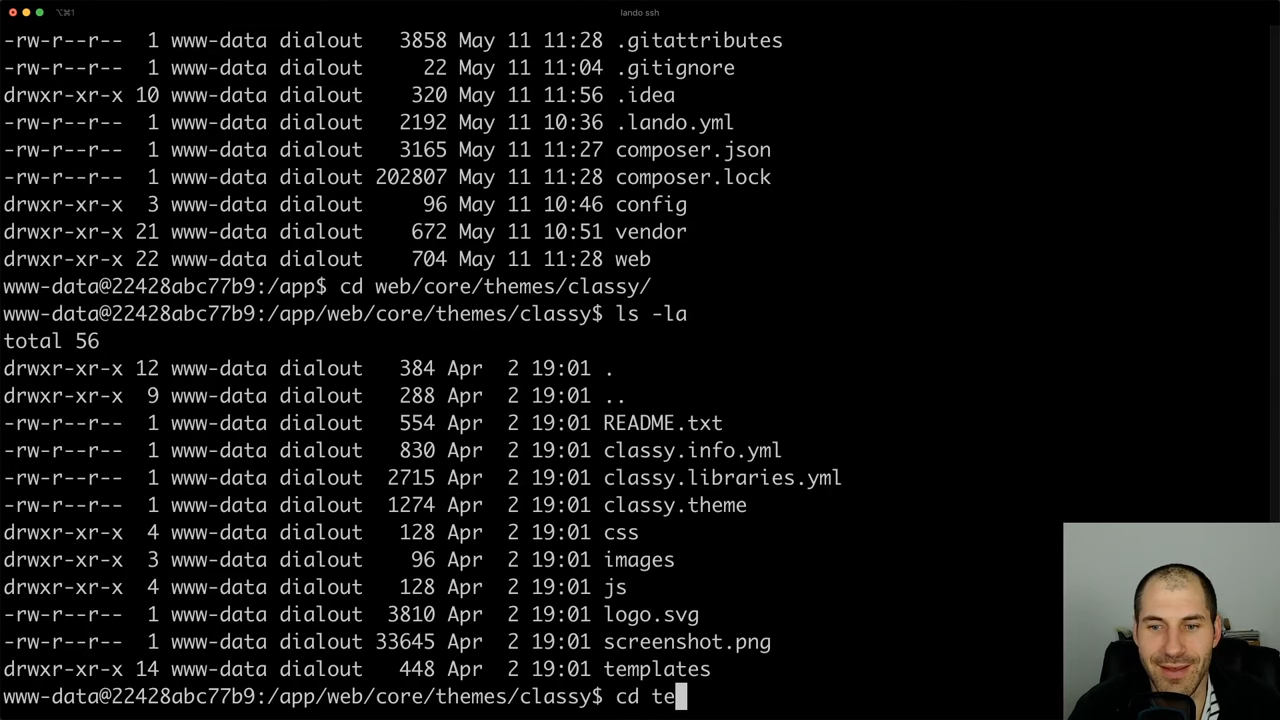 ⌥⌘1
lando ssh
-rw-r--r-- 1 www-data dialout 3858 May 11 11:28 .gitattributes
-rw-r--r-- 1 www-data dialout 22 May 11 11:04 .gitignore
drwxr-xr-x 10 www-data dialout 320 May 11 11:56 .idea
-rw-r--r-- 1 www-data dialout 2192 May 11 10:36 .lando.yml
-rw-r--r-- 1 www-data dialout 3165 May 11 11:27 composer.json
-rw-r--r-- 1 www-data dialout 202807 May 11 11:28 composer.lock
drwxr-xr-x 3 www-data dialout 96 May 11 10:46 config
drwxr-xr-x 21 www-data dialout 672 May 11 10:51 vendor
drwxr-xr-x 22 www-data dialout 704 May 11 11:28 web
www-data@22428abc77b9:/app$ cd web/core/themes/classy/
www-data@22428abc77b9:/app/web/core/themes/classy$ ls -la
total 56
drwxr-xr-x 12 www-data dialout 384 Apr 2 19:01 .
drwxr-xr-x 9 www-data dialout 288 Apr 2 19:01 ..
-rw-r--r-- 1 www-data dialout 554 Apr 2 19:01 README.txt
-rw-r--r-- 1 www-data dialout 830 Apr 2 19:01 classy.info.yml
-rw-r--r-- 1 www-data dialout 2715 Apr 2 19:01 classy.libraries.yml
-rw-r--r-- 1 www-data dialout 1274 Apr 2 19:01 classy.theme
drwxr-xr-x 4 www-data dialout 128 Apr 2 19:01 css
drwxr-xr-x 3 www-data dialout 96 Apr 2 19:01 images
drwxr-xr-x 4 www-data dialout 128 Apr 2 19:01 js
-rw-r--r-- 1 www-data dialout 3810 Apr 2 19:01 logo.svg
-rw-r--r-- 1 www-data dialout 33645 Apr 2 19:01 screenshot.png
drwxr-xr-x 14 www-data dialout 448 Apr 2 19:01 templates
www-data@22428abc77b9:/app/web/core/themes/classy$ cd te